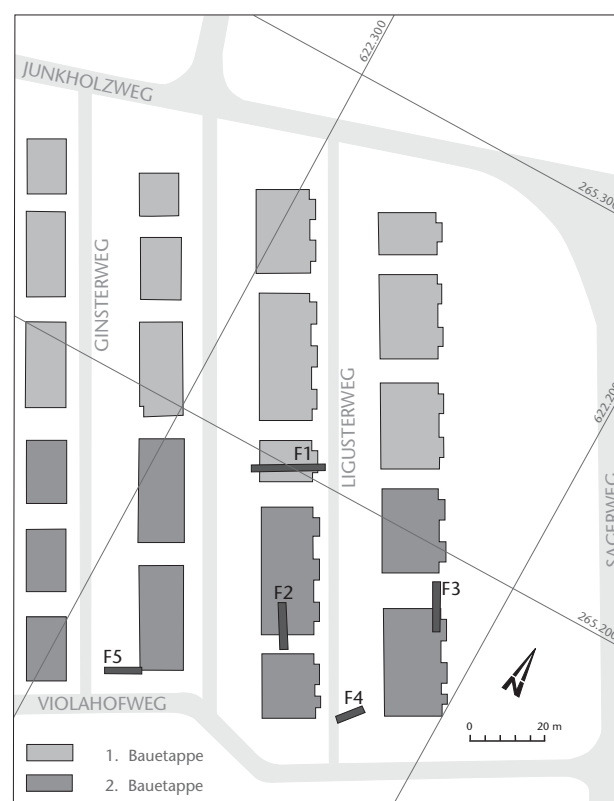 622.300
JUNKHOLZWEG
265.300
GINSTERWEG
LIGUSTERWEG
622.200
SAGERWEG
F1
F2
F3
265.200
F5
F4
VIOLAHOFWEG
N
0 20 m
1. Bauetappe
2. Bauetappe